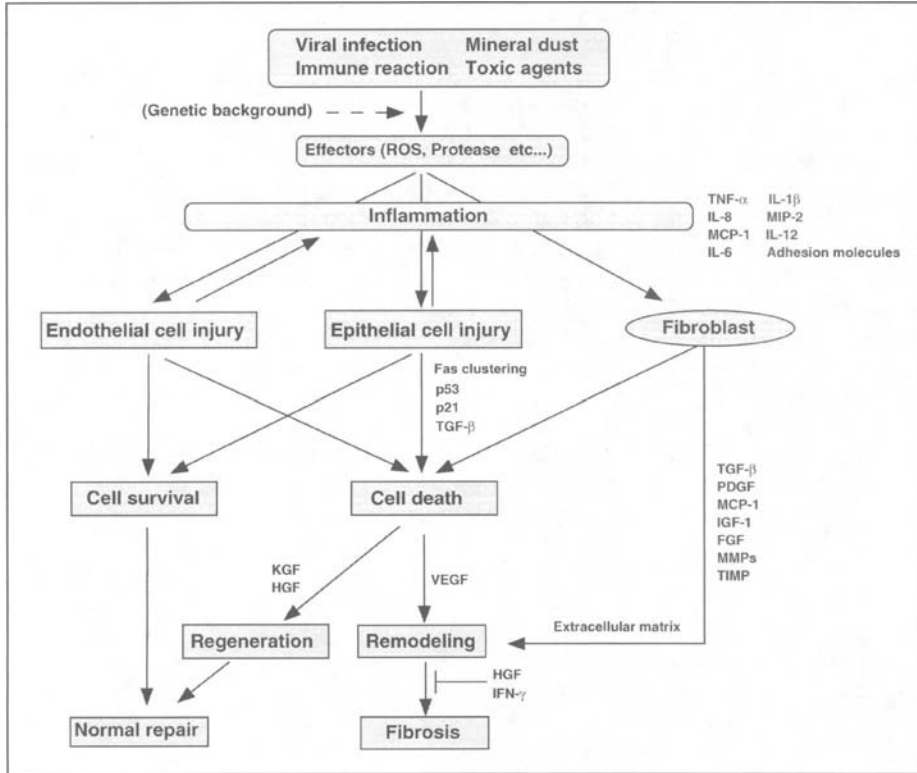 Viral infection Mineral dust
Immune reaction Toxic agents
(Genetic background)
Effectors (ROS, Protease etc...)
Inflammation
TNF-α IL-1β
IL-8 MIP-2
MCP-1 IL-12
IL-6 Adhesion molecules
Endothelial cell injury
Epithelial cell injury
Fibroblast
Fas clustering
p53
p21
TGF-β
Cell survival
Cell death
TGF-β
PDGF
MCP-1
IGF-1
FGF
MMPs
TIMP
KGF
HGF
VEGF
Extracellular matrix
Regeneration
Remodeling
HGF
IFN-γ
Normal repair
Fibrosis